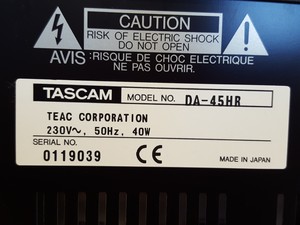 CAUTION
RISK OF ELECTRIC SHOCK
DO NOT OPEN
AVIS : RISQUE DE CHOC ELECTRIQUE
NE PAS OUVRIR.
TASCAM MODEL NO. DA-45HR
TEAC CORPORATION
230V~, 50Hz, 40W
SERIAL NO.
0119039 CE MADE IN JAPAN